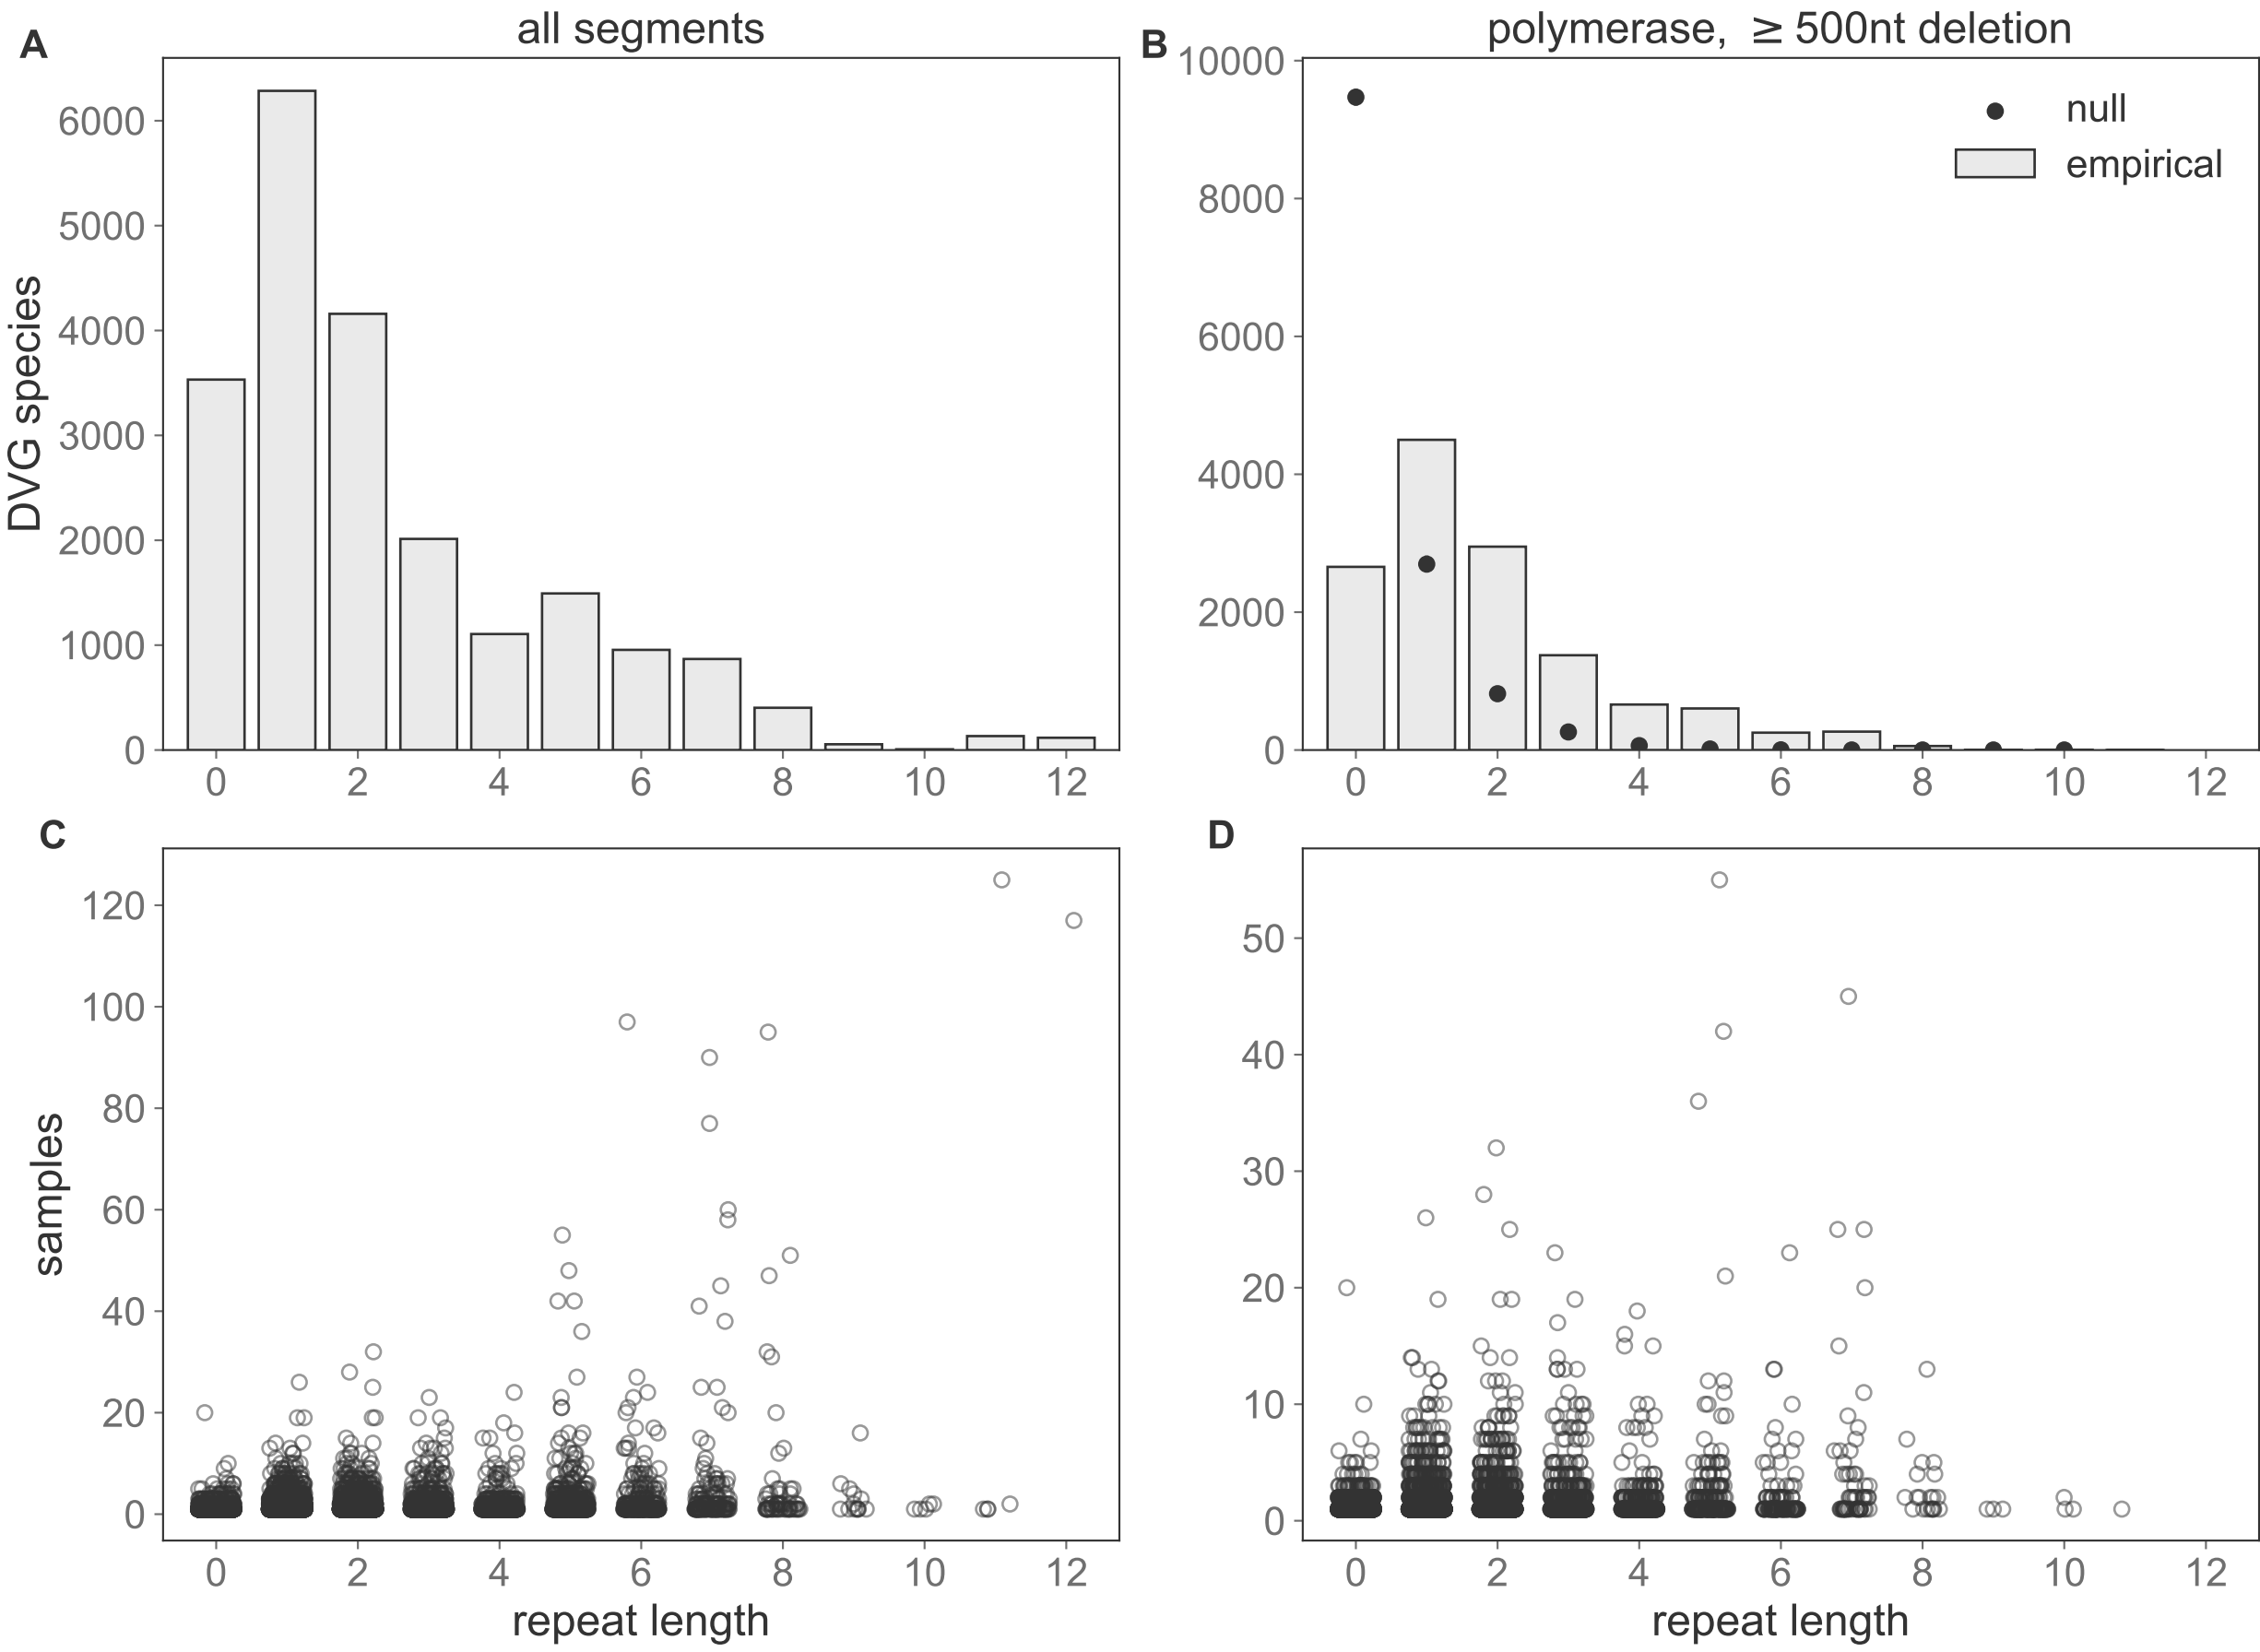 A
all segments
DVG species
6000
5000
4000
3000
2000
1000
0
0 2 4 6 8 10 12
B
polymerase, ≥ 500nt deletion
10000
8000
6000
4000
2000
0
null
empirical
0 2 4 6 8 10 12
C
samples
120
100
80
60
40
20
0
0 2 4 6 8 10 12
repeat length
D
50
40
30
20
10
0
0 2 4 6 8 10 12
repeat length